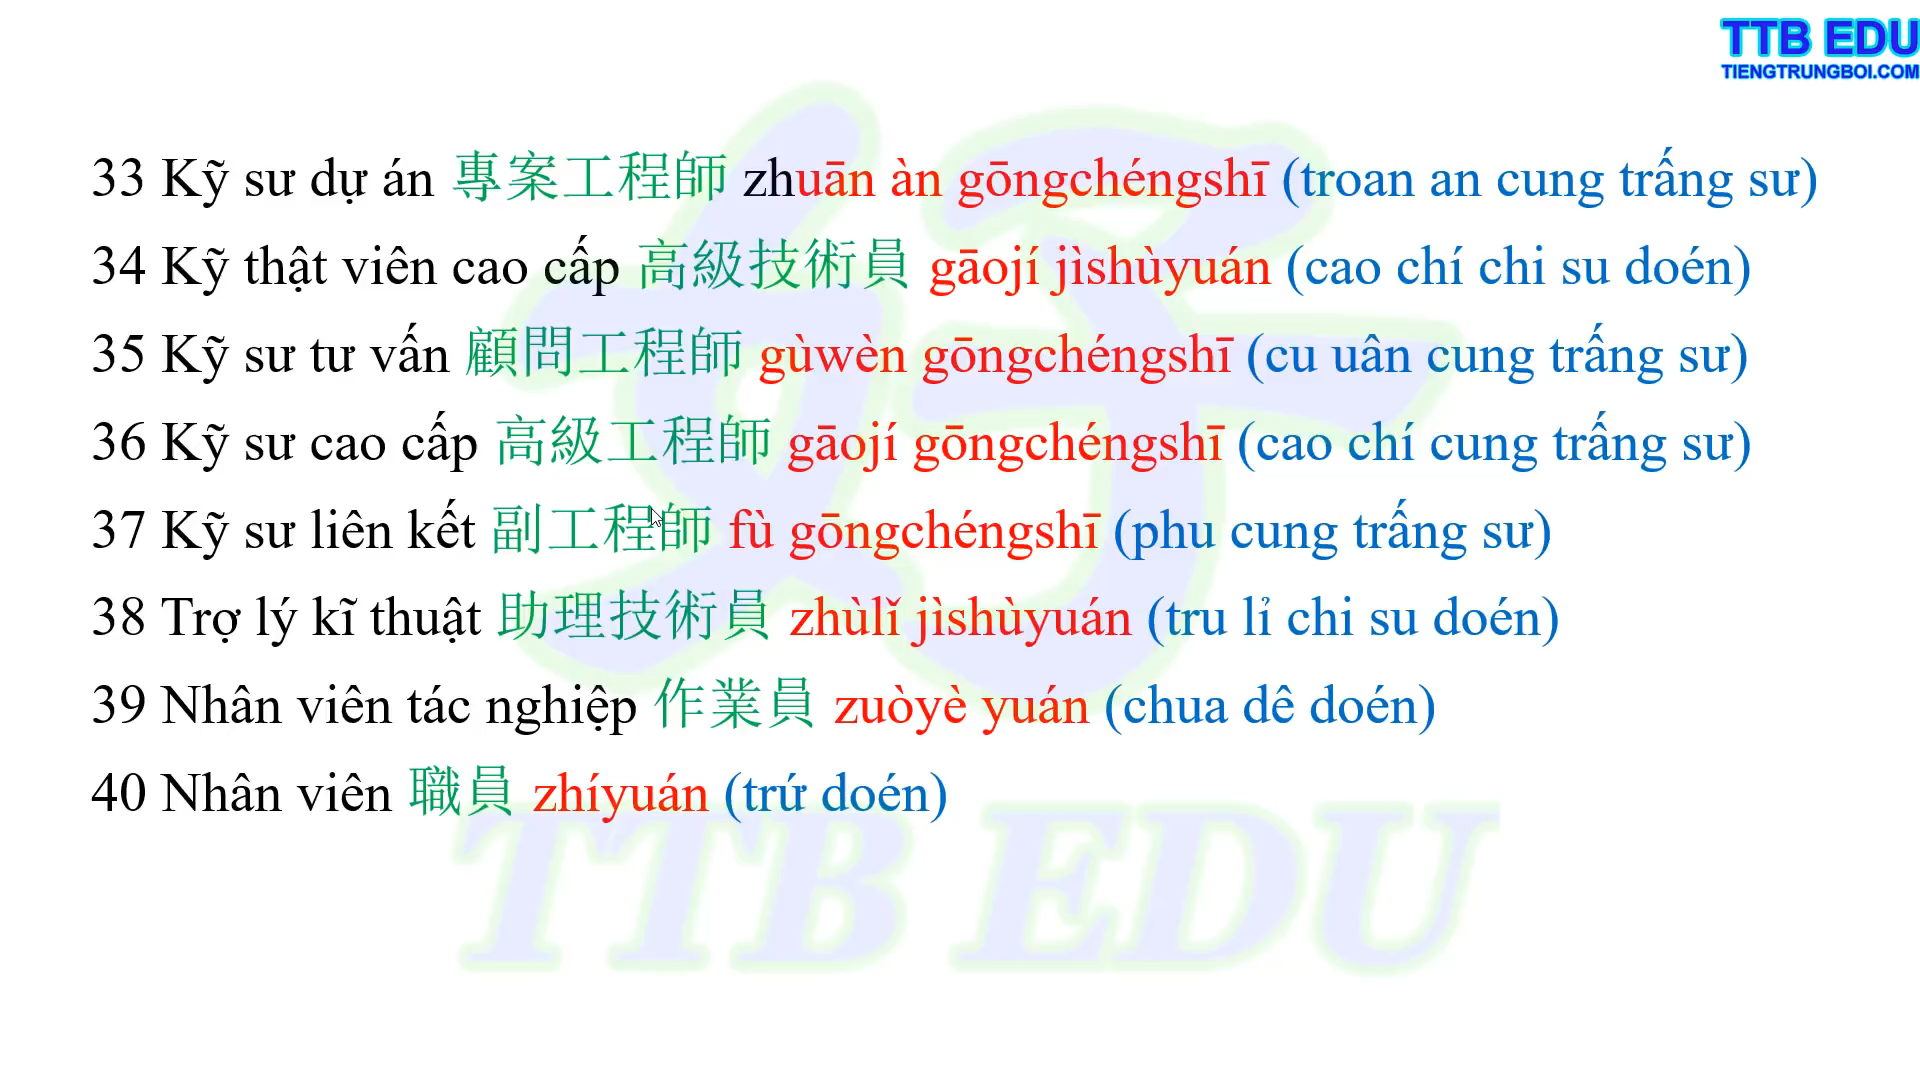 TTB EDU
TIENGTRUNGBOI.COM
33 Kỹ sư dự án 專案工程師 zhuān àn gōngchéngshī (troan an cung trấng sư)
34 Kỹ thật viên cao cấp 高級技術員 gāojí jìshùyuán (cao chí chi su doén)
35 Kỹ sư tư vấn 顧問工程師 gùwèn gōngchéngshī (cu uân cung trấng sư)
36 Kỹ sư cao cấp 高級工程師 gāojí gōngchéngshī (cao chí cung trấng sư)
37 Kỹ sư liên kết 副工程師 fù gōngchéngshī (phu cung trấng sư)
38 Trợ lý kĩ thuật 助理技術員 zhùlǐ jìshùyuán (tru lỉ chi su doén)
39 Nhân viên tác nghiệp 作業員 zuòyè yuán (chua dê doén)
40 Nhân viên 職員 zhíyuán (trứ doén)
好
TTB EDU